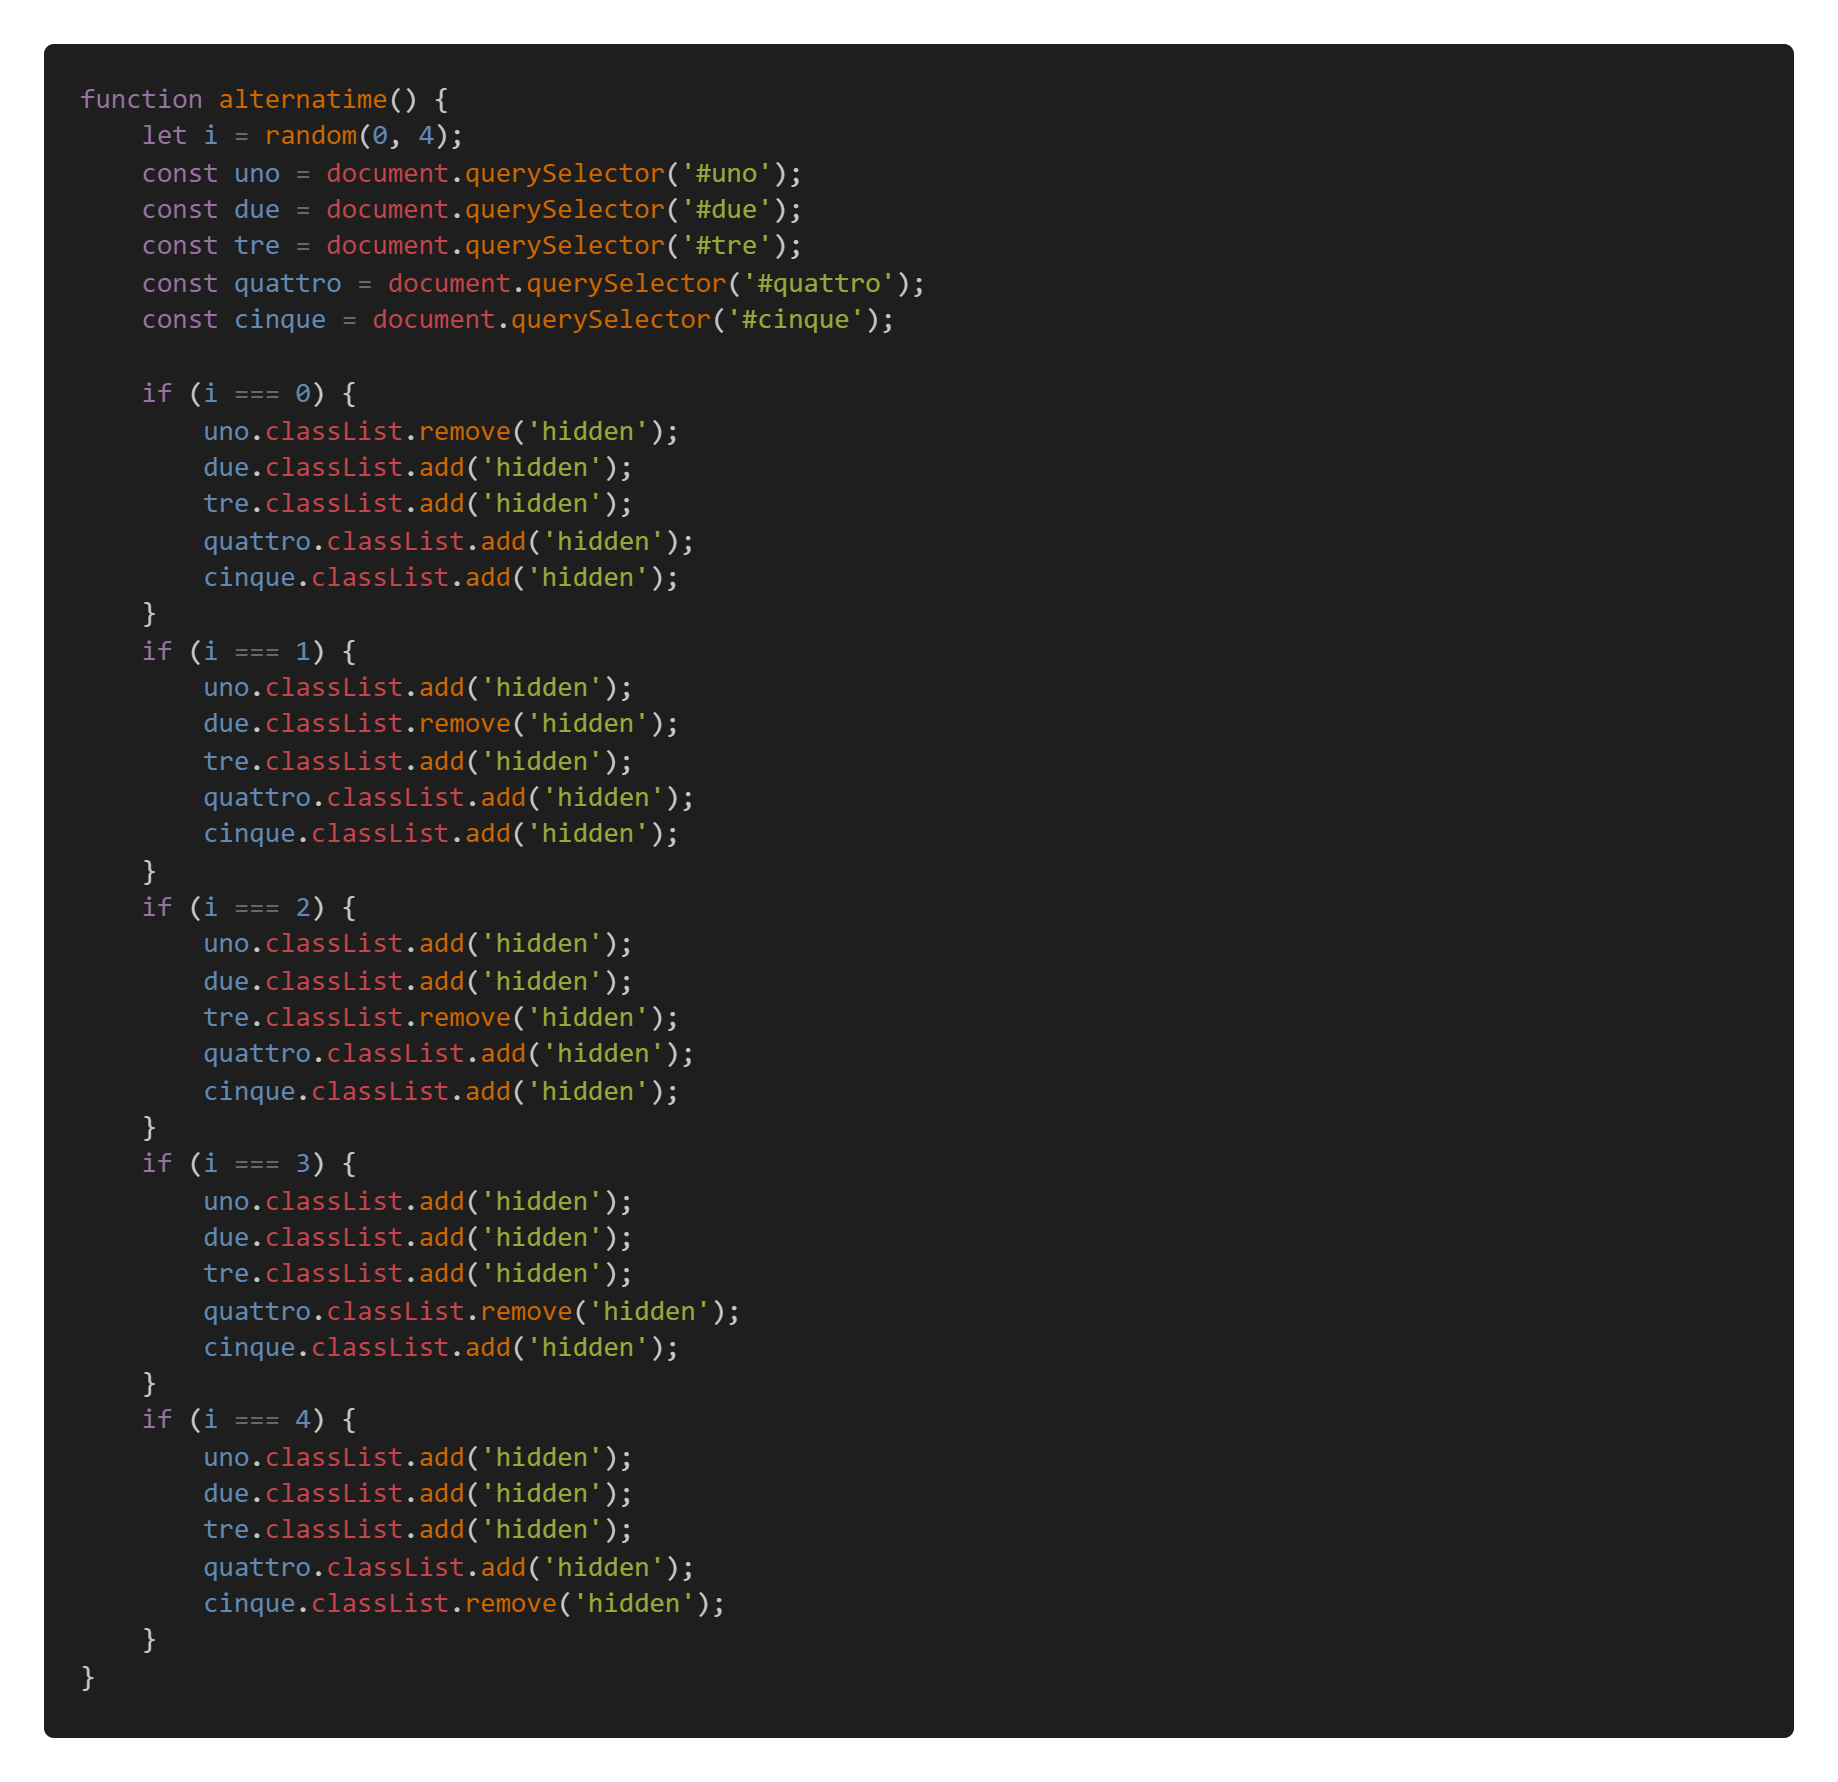 function alternatime() {
    let i = random(0, 4);
    const uno = document.querySelector('#uno');
    const due = document.querySelector('#due');
    const tre = document.querySelector('#tre');
    const quattro = document.querySelector('#quattro');
    const cinque = document.querySelector('#cinque');

    if (i === 0) {
        uno.classList.remove('hidden');
        due.classList.add('hidden');
        tre.classList.add('hidden');
        quattro.classList.add('hidden');
        cinque.classList.add('hidden');
    }
    if (i === 1) {
        uno.classList.add('hidden');
        due.classList.remove('hidden');
        tre.classList.add('hidden');
        quattro.classList.add('hidden');
        cinque.classList.add('hidden');
    }
    if (i === 2) {
        uno.classList.add('hidden');
        due.classList.add('hidden');
        tre.classList.remove('hidden');
        quattro.classList.add('hidden');
        cinque.classList.add('hidden');
    }
    if (i === 3) {
        uno.classList.add('hidden');
        due.classList.add('hidden');
        tre.classList.add('hidden');
        quattro.classList.remove('hidden');
        cinque.classList.add('hidden');
    }
    if (i === 4) {
        uno.classList.add('hidden');
        due.classList.add('hidden');
        tre.classList.add('hidden');
        quattro.classList.add('hidden');
        cinque.classList.remove('hidden');
    }
}